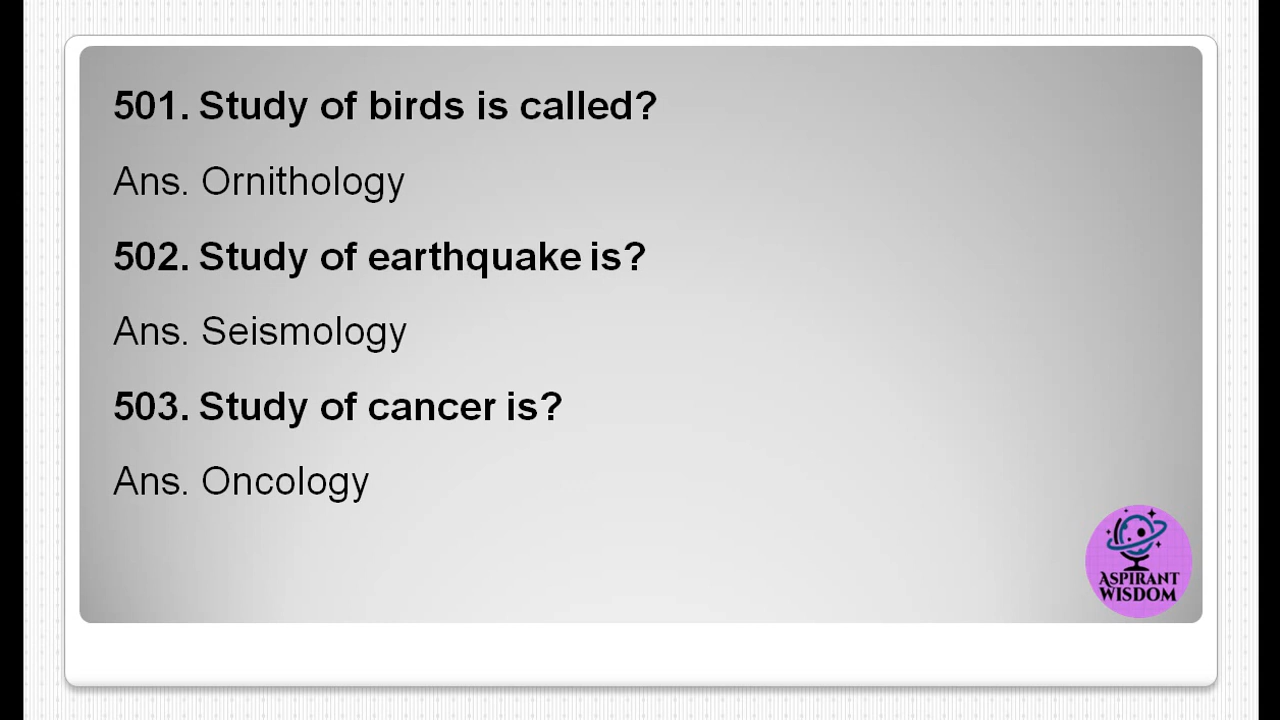 501. Study of birds is called?
Ans. Ornithology
502. Study of earthquake is?
Ans. Seismology
503. Study of cancer is?
Ans. Oncology
ASPIRANT
WISDOM